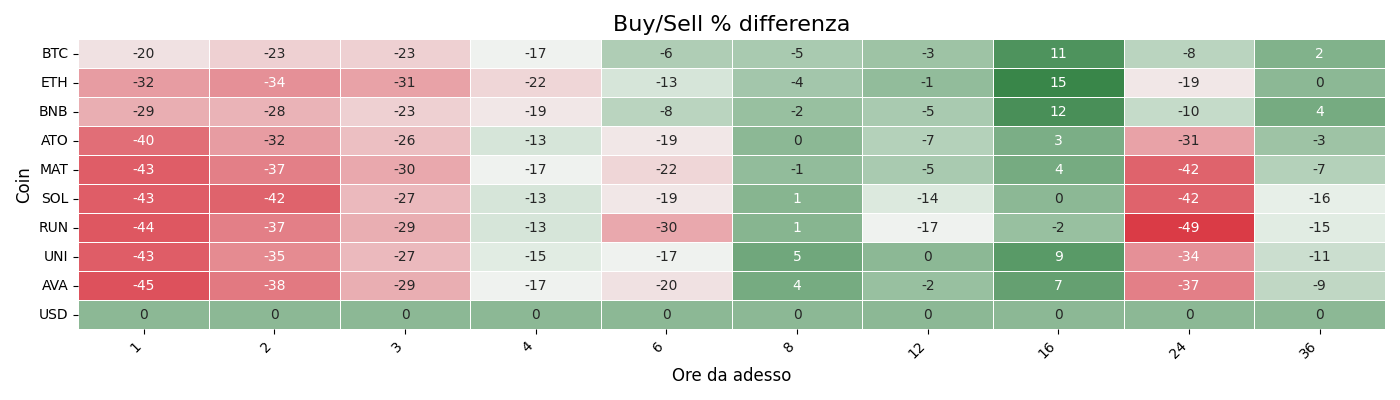 Buy/Sell % differenza
Coin
BTC -20 -23 -23 -17 -6 -5 -3 11 -8 2
ETH -32 -34 -31 -22 -13 -4 -1 15 -19 0
BNB -29 -28 -23 -19 -8 -2 -5 12 -10 4
ATO -40 -32 -26 -13 -19 0 -7 3 -31 -3
MAT -43 -37 -30 -17 -22 -1 -5 4 -42 -7
SOL -43 -42 -27 -13 -19 1 -14 0 -42 -16
RUN -44 -37 -29 -13 -30 1 -17 -2 -49 -15
UNI -43 -35 -27 -15 -17 5 0 9 -34 -11
AVA -45 -38 -29 -17 -20 4 -2 7 -37 -9
USD 0 0 0 0 0 0 0 0 0 0
1 2 3 4 6 8 12 16 24 36
Ore da adesso